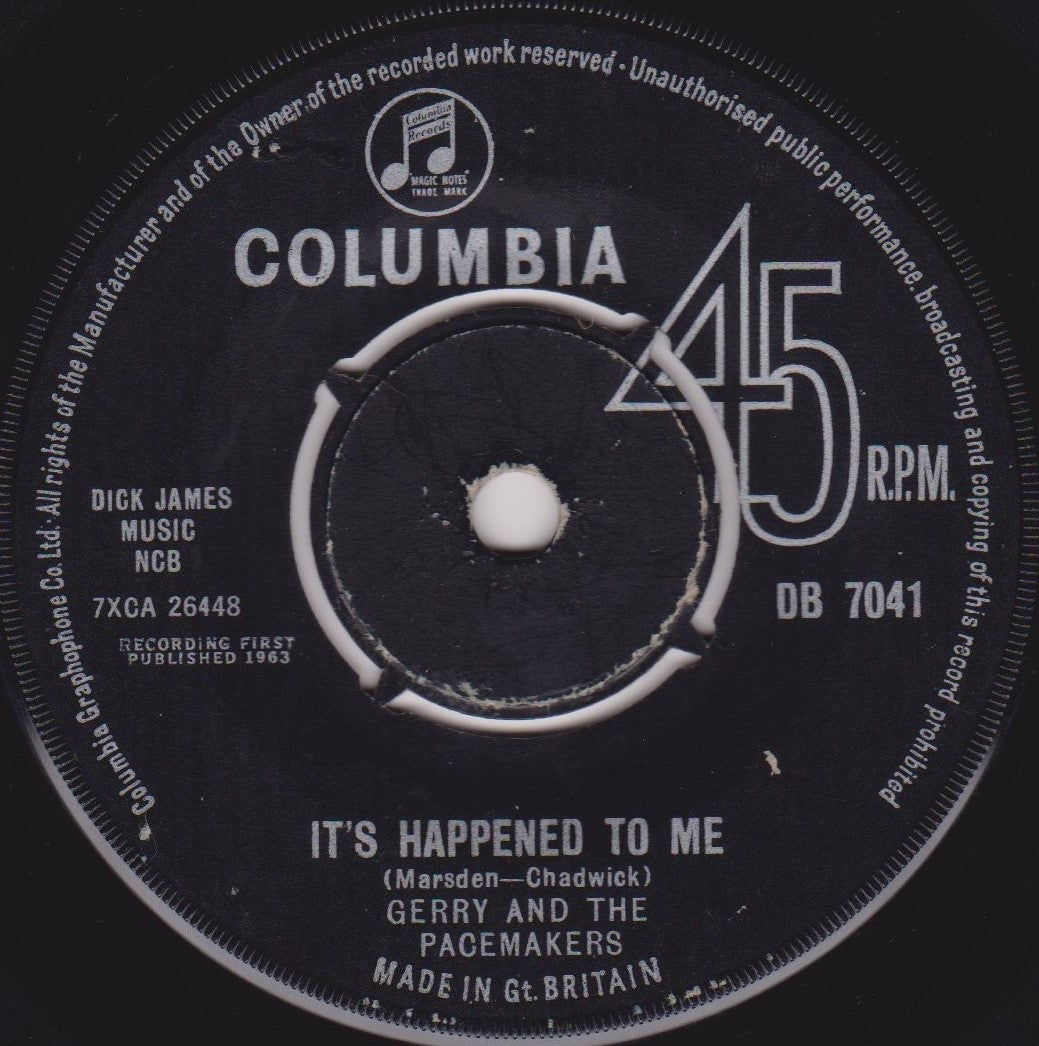 Columbia Graphophone Co. Ltd. · All rights of the Manufacturer and of the Owner of the recorded work reserved · Unauthorised public performance, broadcasting and copying of this record prohibited
Columbia
Records
MAGIC NOTES
TRADE MARK
COLUMBIA
45
R.P.M.
DICK JAMES
MUSIC
NCB
7XCA 26448
RECORDING FIRST
PUBLISHED 1963
DB 7041
IT'S HAPPENED TO ME
(Marsden—Chadwick)
GERRY AND THE
PACEMAKERS
MADE IN Gt. BRITAIN